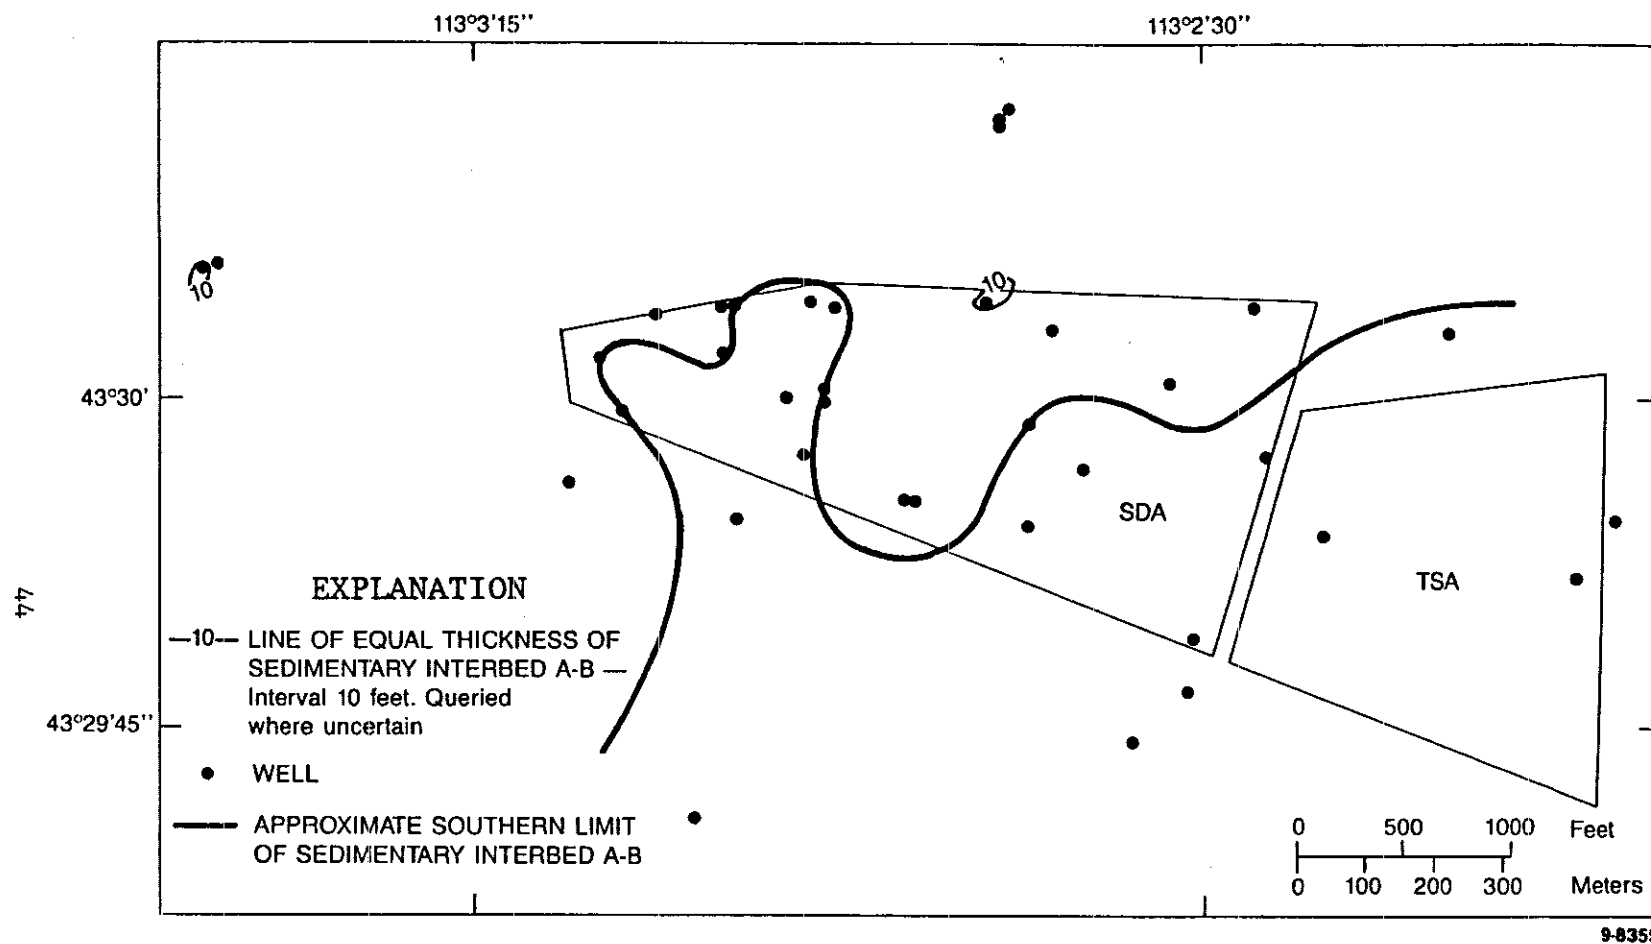 113°3'15'' 113°2'30''
10
10
43°30'
SDA
TSA
44
EXPLANATION
—10— LINE OF EQUAL THICKNESS OF
SEDIMENTARY INTERBED A-B —
Interval 10 feet. Queried
where uncertain
43°29'45''
WELL
APPROXIMATE SOUTHERN LIMIT
OF SEDIMENTARY INTERBED A-B
0 500 1000 Feet
0 100 200 300 Meters